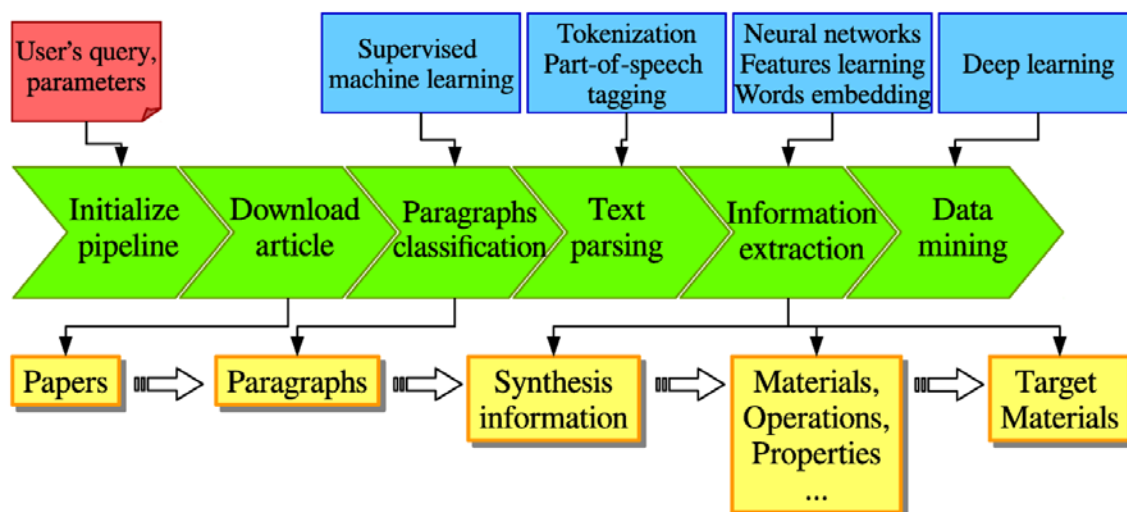 User's query,
parameters
Supervised
machine learning
Tokenization
Part-of-speech
tagging
Neural networks
Features learning
Words embedding
Deep learning
Initialize
pipeline
Download
article
Paragraphs
classification
Text
parsing
Information
extraction
Data
mining
Papers
Paragraphs
Synthesis
information
Materials,
Operations,
Properties
...
Target
Materials